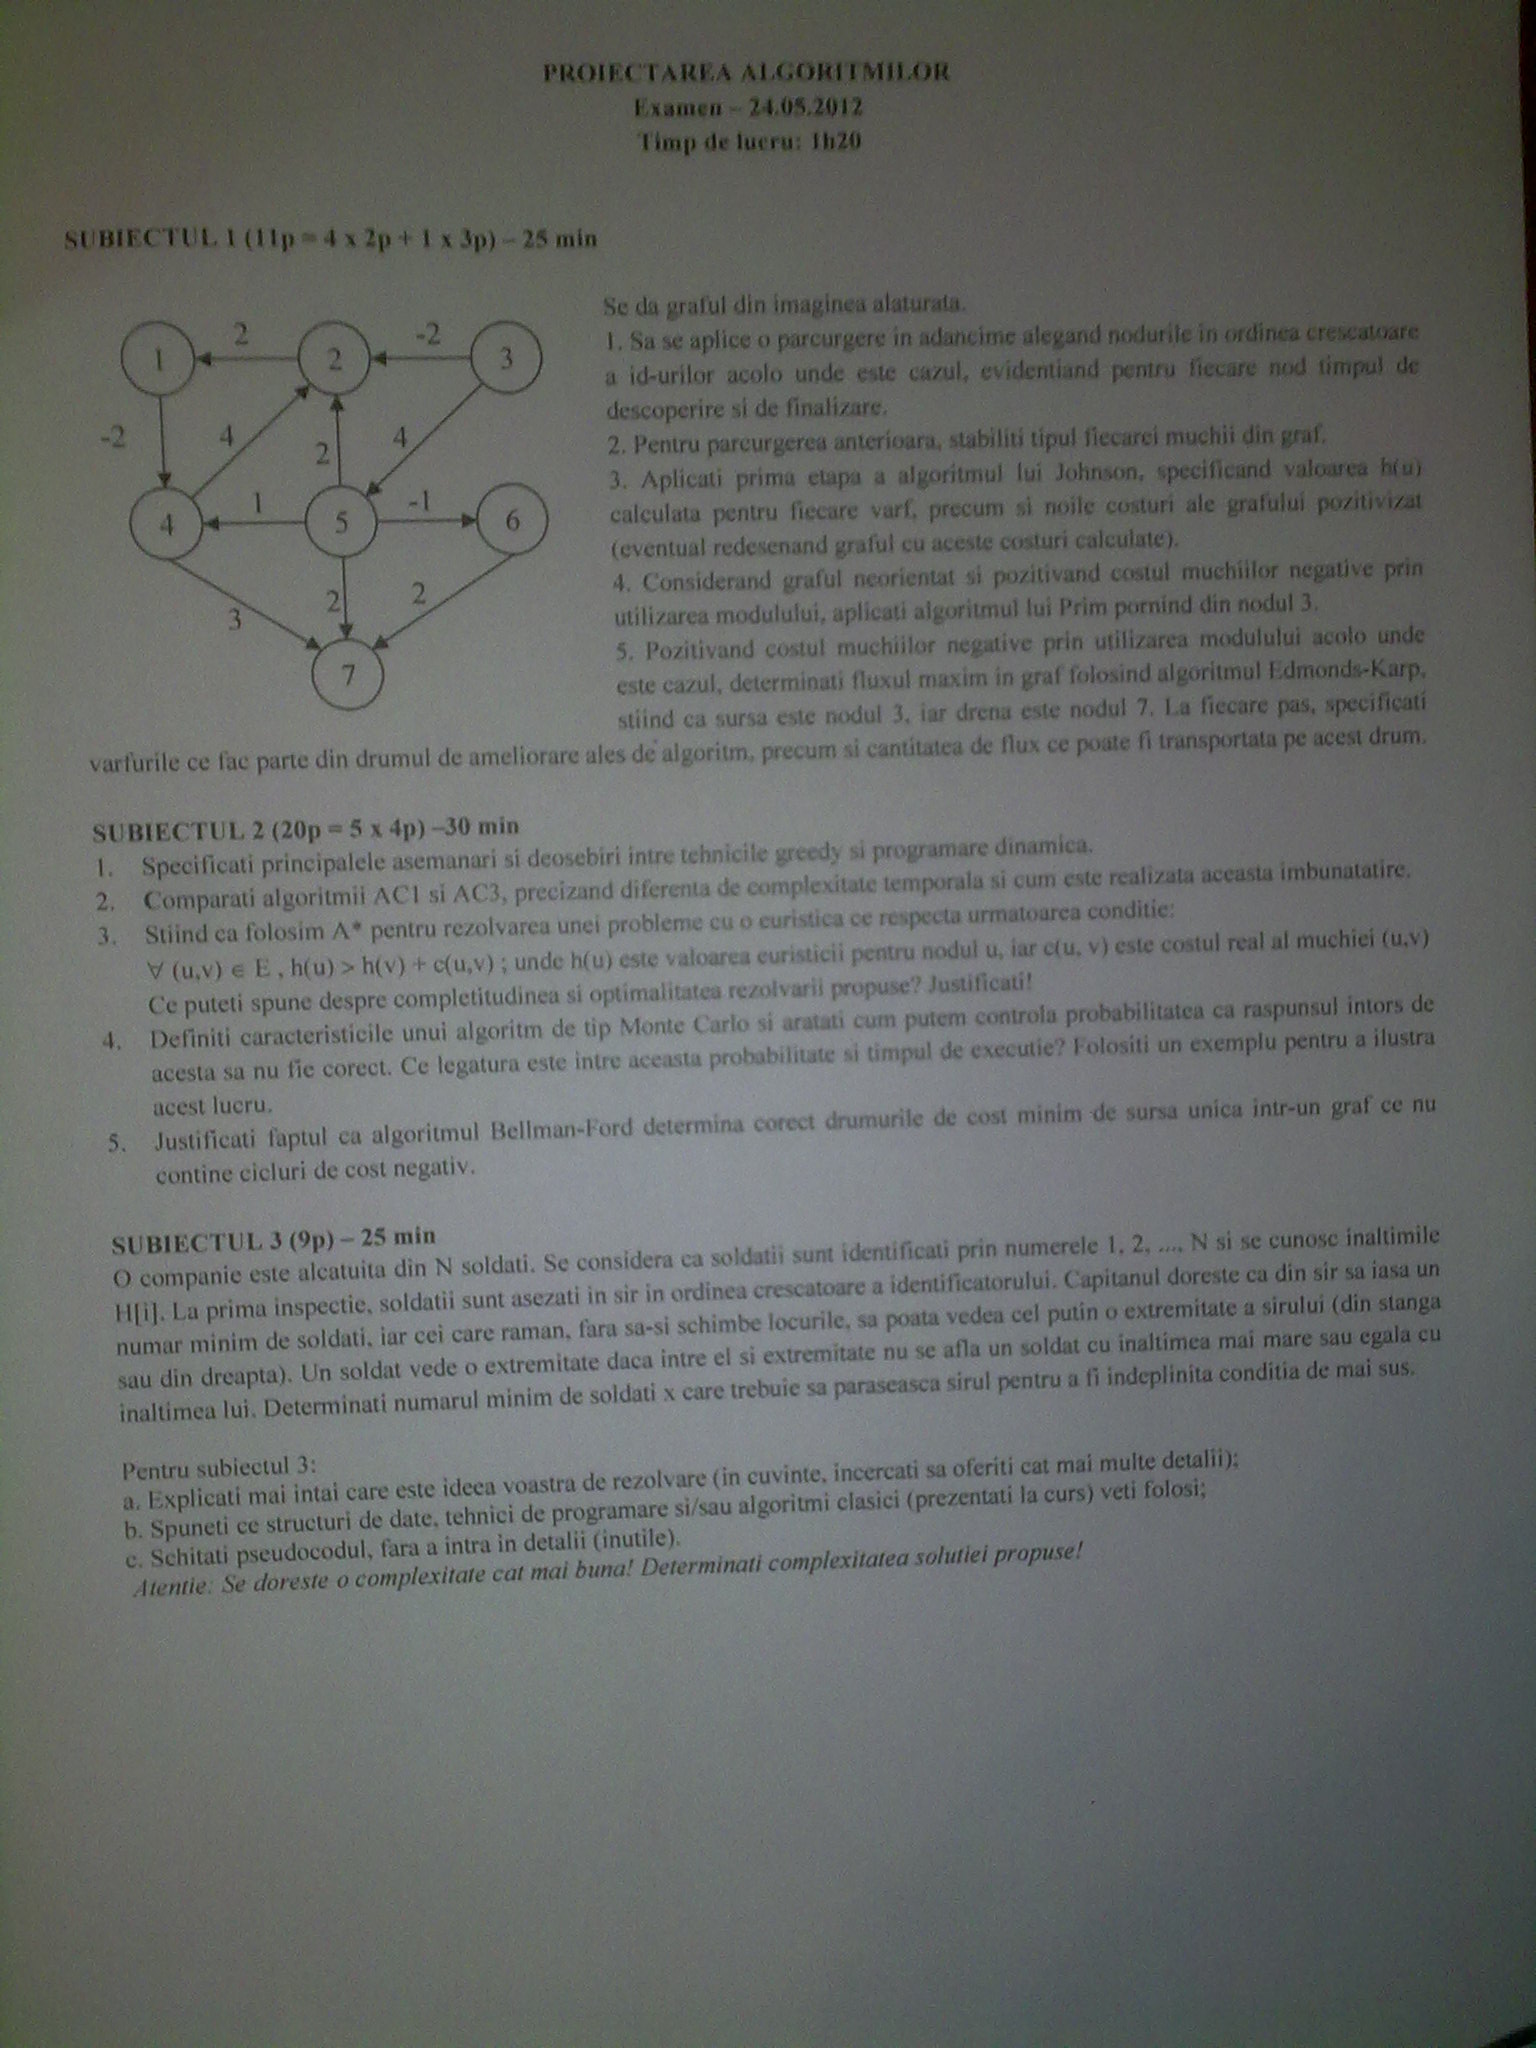 PROIECTAREA ALGORITMILOR
Examen – 24.05.2012
Timp de lucru: 1h20
SUBIECTUL 1 (11p = 4 x 2p + 1 x 3p) – 25 min
1
2
2
-2
3
-2
4
2
4
4
1
5
-1
6
3
2
2
7
Se da graful din imaginea alaturata.
1. Sa se aplice o parcurgere in adancime alegand nodurile in ordinea crescatoare
a id-urilor acolo unde este cazul, evidentiand pentru fiecare nod timpul de
descoperire si de finalizare.
2. Pentru parcurgerea anterioara, stabiliti tipul fiecarei muchii din graf.
3. Aplicati prima etapa a algoritmul lui Johnson, specificand valoarea h(u)
calculata pentru fiecare varf, precum si noile costuri ale grafului pozitivizat
(eventual redesenand graful cu aceste costuri calculate).
4. Considerand graful neorientat si pozitivand costul muchiilor negative prin
utilizarea modulului, aplicati algoritmul lui Prim pornind din nodul 3.
5. Pozitivand costul muchiilor negative prin utilizarea modulului acolo unde
este cazul, determinati fluxul maxim in graf folosind algoritmul Edmonds-Karp,
stiind ca sursa este nodul 3, iar drena este nodul 7. La fiecare pas, specificati
varfurile ce fac parte din drumul de ameliorare ales de algoritm, precum si cantitatea de flux ce poate fi transportata pe acest drum.
SUBIECTUL 2 (20p = 5 x 4p) –30 min
1. Specificati principalele asemanari si deosebiri intre tehnicile greedy si programare dinamica.
2. Comparati algoritmii AC1 si AC3, precizand diferenta de complexitate temporala si cum este realizata aceasta imbunatatire.
3. Stiind ca folosim A* pentru rezolvarea unei probleme cu o euristica ce respecta urmatoarea conditie:
∀ (u,v) ∈ E , h(u) > h(v) + c(u,v) ; unde h(u) este valoarea euristicii pentru nodul u, iar c(u, v) este costul real al muchiei (u,v)
Ce puteti spune despre completitudinea si optimalitatea rezolvarii propuse? Justificati!
4. Definiti caracteristicile unui algoritm de tip Monte Carlo si aratati cum putem controla probabilitatea ca raspunsul intors de
acesta sa nu fie corect. Ce legatura este intre aceasta probabilitate si timpul de executie? Folositi un exemplu pentru a ilustra
acest lucru.
5. Justificati faptul ca algoritmul Bellman-Ford determina corect drumurile de cost minim de sursa unica intr-un graf ce nu
contine cicluri de cost negativ.
SUBIECTUL 3 (9p) – 25 min
O companie este alcatuita din N soldati. Se considera ca soldatii sunt identificati prin numerele 1, 2, ..., N si se cunosc inaltimile
H[i]. La prima inspectie, soldatii sunt asezati in sir in ordinea crescatoare a identificatorului. Capitanul doreste ca din sir sa iasa un
numar minim de soldati, iar cei care raman, fara sa-si schimbe locurile, sa poata vedea cel putin o extremitate a sirului (din stanga
sau din dreapta). Un soldat vede o extremitate daca intre el si extremitate nu se afla un soldat cu inaltimea mai mare sau egala cu
inaltimea lui. Determinati numarul minim de soldati x care trebuie sa paraseasca sirul pentru a fi indeplinita conditia de mai sus.
Pentru subiectul 3:
a. Explicati mai intai care este ideea voastra de rezolvare (in cuvinte, incercati sa oferiti cat mai multe detalii);
b. Spuneti ce structuri de date, tehnici de programare si/sau algoritmi clasici (prezentati la curs) veti folosi;
c. Schitati pseudocodul, fara a intra in detalii (inutile).
Atentie: Se doreste o complexitate cat mai buna! Determinati complexitatea solutiei propuse!